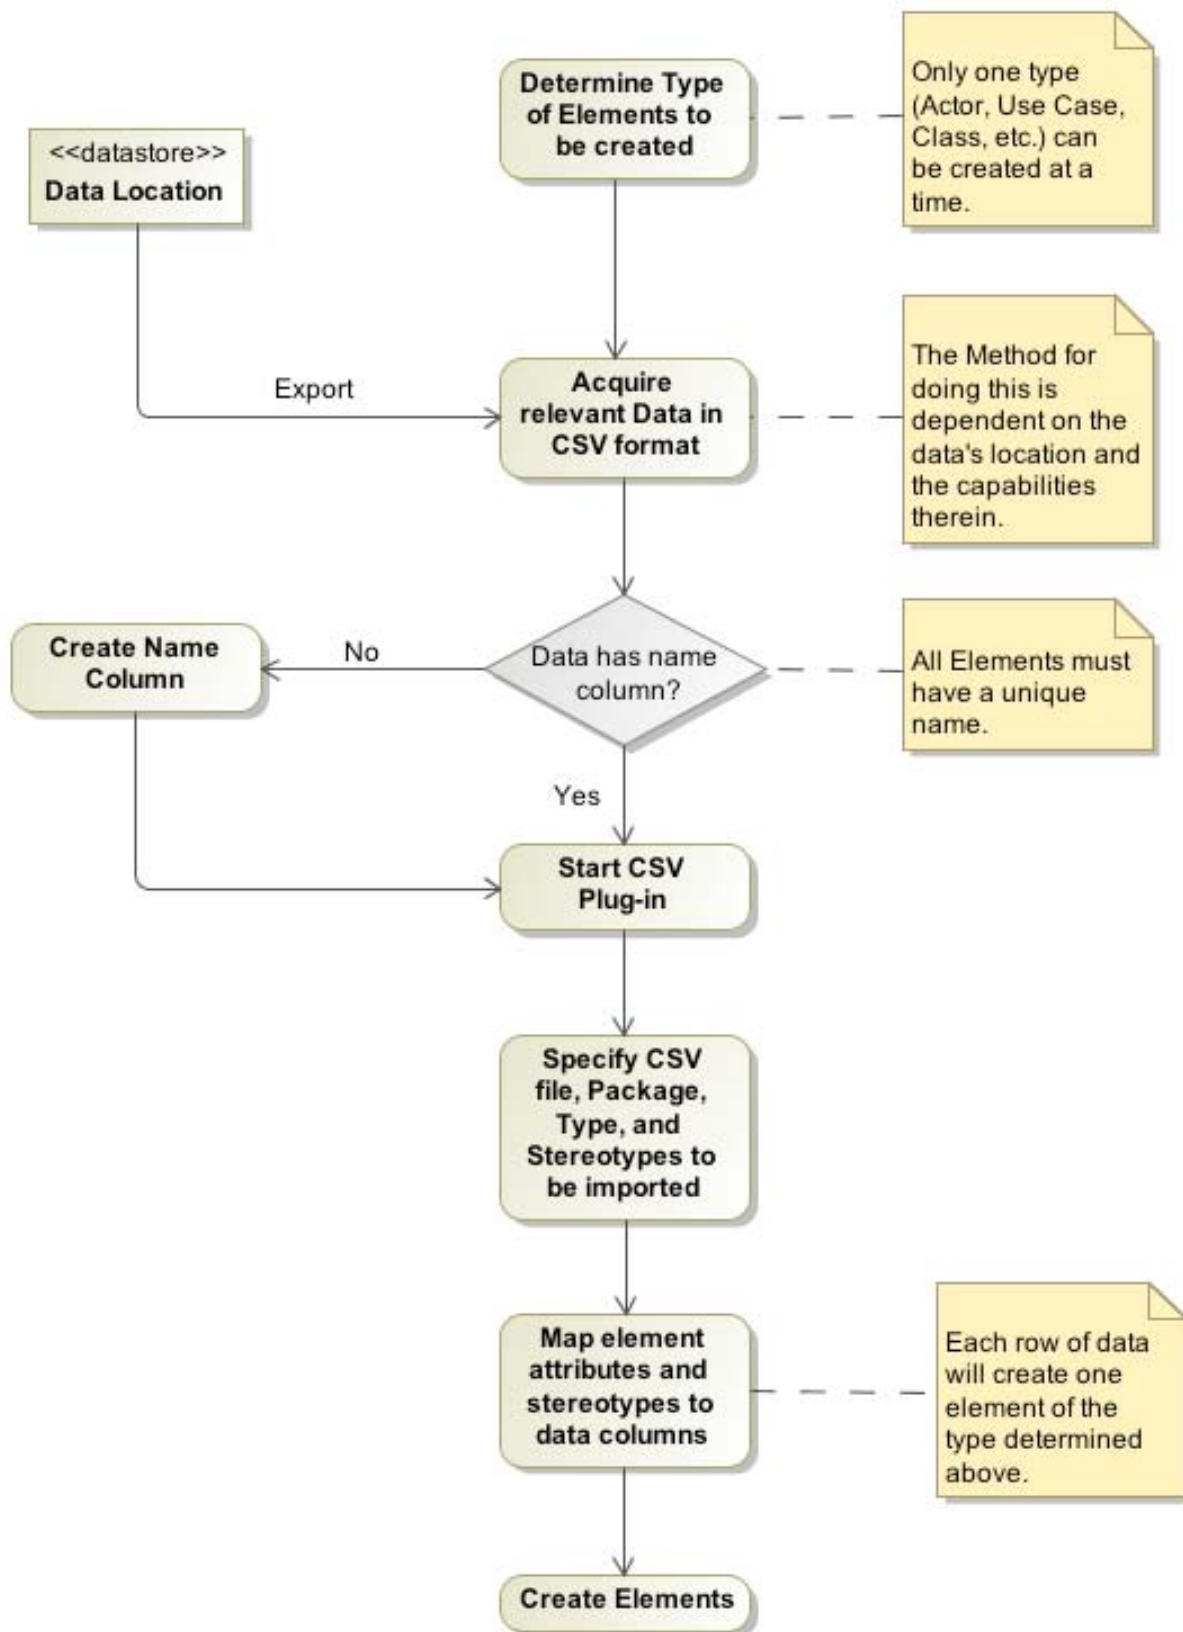 Determine Type
of Elements to
be created
Only one type
(Actor, Use Case,
Class, etc.) can
be created at a
time.
<<datastore>>
Data Location
Export
Acquire
relevant Data in
CSV format
The Method for
doing this is
dependent on the
data's location and
the capabilities
therein.
Create Name
Column
No
Data has name
column?
All Elements must
have a unique
name.
Yes
Start CSV
Plug-in
Specify CSV
file, Package,
Type, and
Stereotypes to
be imported
Map element
attributes and
stereotypes to
data columns
Each row of data
will create one
element of the
type determined
above.
Create Elements